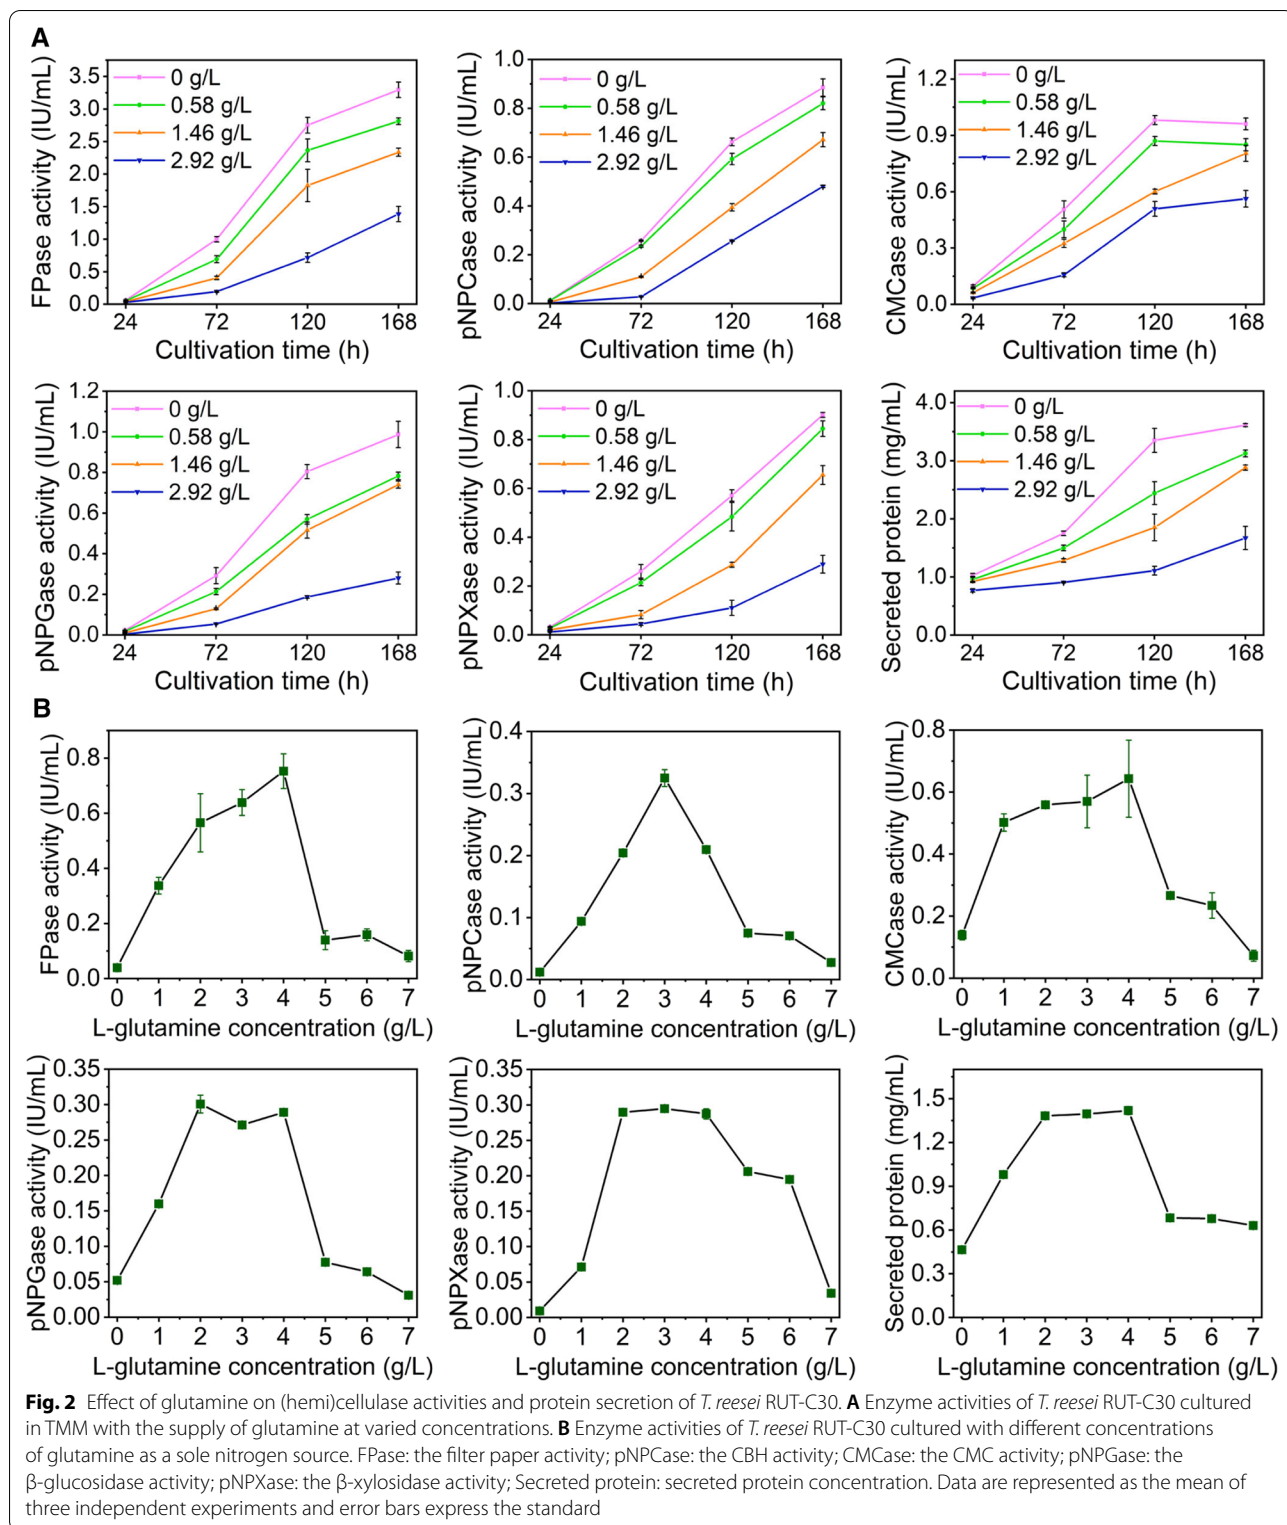 A
FPase activity (IU/mL)
3.5
3.0
2.5
2.0
1.5
1.0
0.5
0.0
0 g/L
0.58 g/L
1.46 g/L
2.92 g/L
24 72 120 168
Cultivation time (h)
pNPCase activity (IU/mL)
1.0
0.8
0.6
0.4
0.2
0.0
0 g/L
0.58 g/L
1.46 g/L
2.92 g/L
24 72 120 168
Cultivation time (h)
CMCase activity (IU/mL)
1.2
0.9
0.6
0.3
0.0
0 g/L
0.58 g/L
1.46 g/L
2.92 g/L
24 72 120 168
Cultivation time (h)
pNPGase activity (IU/mL)
1.2
1.0
0.8
0.6
0.4
0.2
0.0
0 g/L
0.58 g/L
1.46 g/L
2.92 g/L
24 72 120 168
Cultivation time (h)
pNPXase activity (IU/mL)
1.0
0.8
0.6
0.4
0.2
0.0
0 g/L
0.58 g/L
1.46 g/L
2.92 g/L
24 72 120 168
Cultivation time (h)
Secreted protein (mg/mL)
4.0
3.0
2.0
1.0
0.0
0 g/L
0.58 g/L
1.46 g/L
2.92 g/L
24 72 120 168
Cultivation time (h)
B
FPase activity (IU/mL)
0.8
0.6
0.4
0.2
0.0
0 1 2 3 4 5 6 7
L-glutamine concentration (g/L)
pNPCase activity (IU/mL)
0.4
0.3
0.2
0.1
0.0
0 1 2 3 4 5 6 7
L-glutamine concentration (g/L)
CMCase activity (IU/mL)
0.8
0.6
0.4
0.2
0.0
0 1 2 3 4 5 6 7
L-glutamine concentration (g/L)
pNPGase activity (IU/mL)
0.35
0.30
0.25
0.20
0.15
0.10
0.05
0.00
0 1 2 3 4 5 6 7
L-glutamine concentration (g/L)
pNPXase activity (IU/mL)
0.35
0.30
0.25
0.20
0.15
0.10
0.05
0.00
0 1 2 3 4 5 6 7
L-glutamine concentration (g/L)
Secreted protein (mg/mL)
1.5
1.2
0.9
0.6
0.3
0.0
0 1 2 3 4 5 6 7
L-glutamine concentration (g/L)
Fig. 2 Effect of glutamine on (hemi)cellulase activities and protein secretion of T. reesei RUT-C30. A Enzyme activities of T. reesei RUT-C30 cultured
in TMM with the supply of glutamine at varied concentrations. B Enzyme activities of T. reesei RUT-C30 cultured with different concentrations
of glutamine as a sole nitrogen source. FPase: the filter paper activity; pNPCase: the CBH activity; CMCase: the CMC activity; pNPGase: the
β-glucosidase activity; pNPXase: the β-xylosidase activity; Secreted protein: secreted protein concentration. Data are represented as the mean of
three independent experiments and error bars express the standard